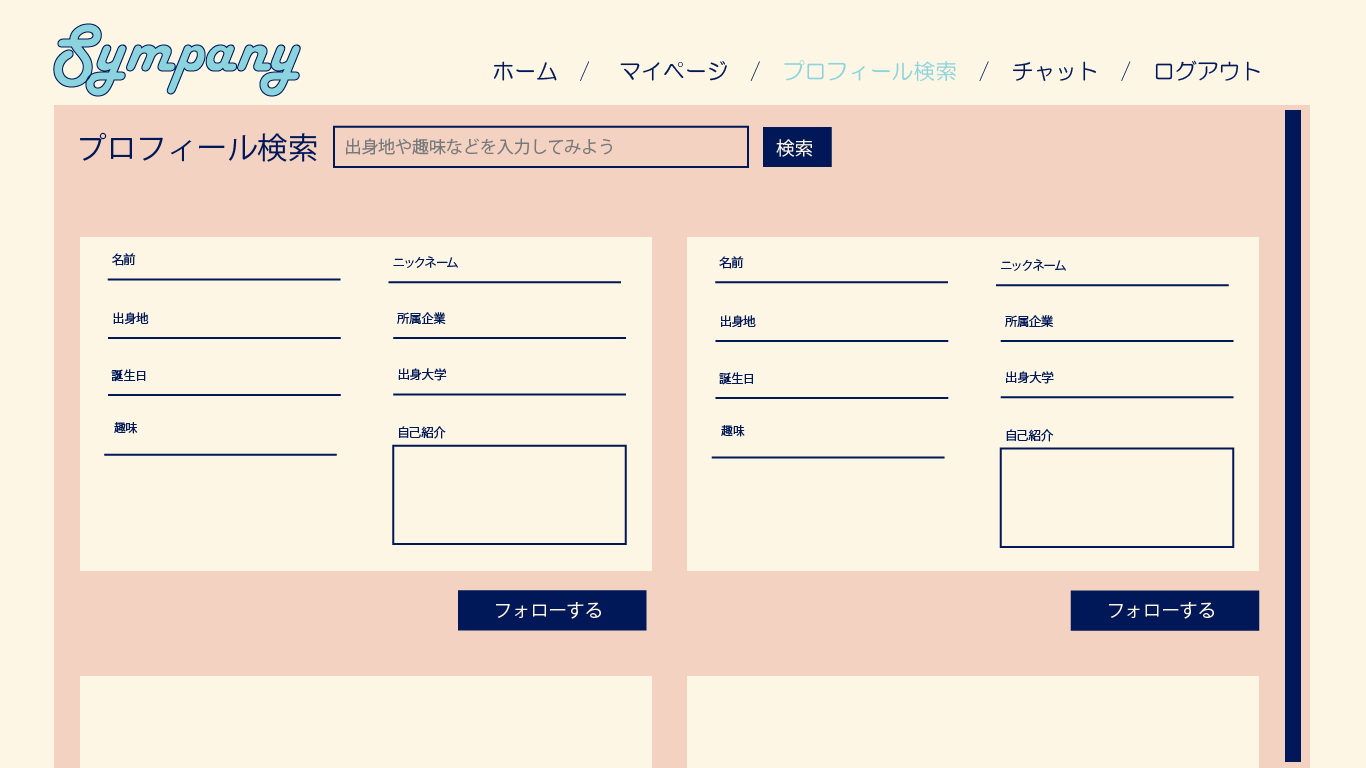 Sympany
ホーム / マイページ / プロフィール検索 / チャット / ログアウト
プロフィール検索 出身地や趣味などを入力してみよう 検索
名前 ニックネーム
出身地 所属企業
誕生日 出身大学
趣味 自己紹介
フォローする
名前 ニックネーム
出身地 所属企業
誕生日 出身大学
趣味 自己紹介
フォローする